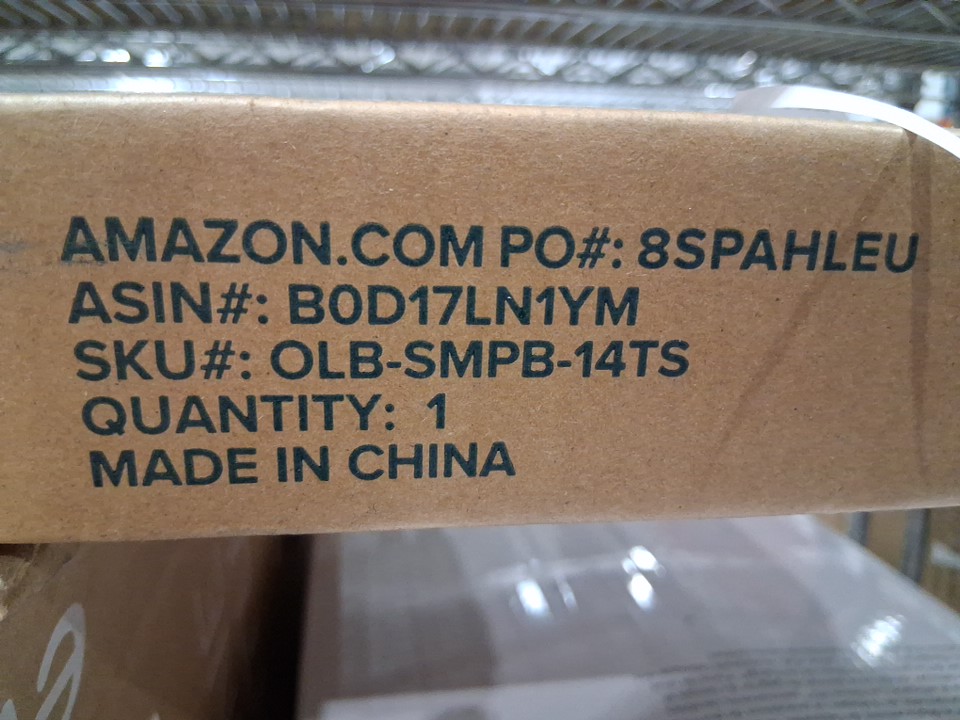 AMAZON.COM PO#: 8SPAHLEU
ASIN#: B0D17LN1YM
SKU#: OLB-SMPB-14TS
QUANTITY: 1
MADE IN CHINA